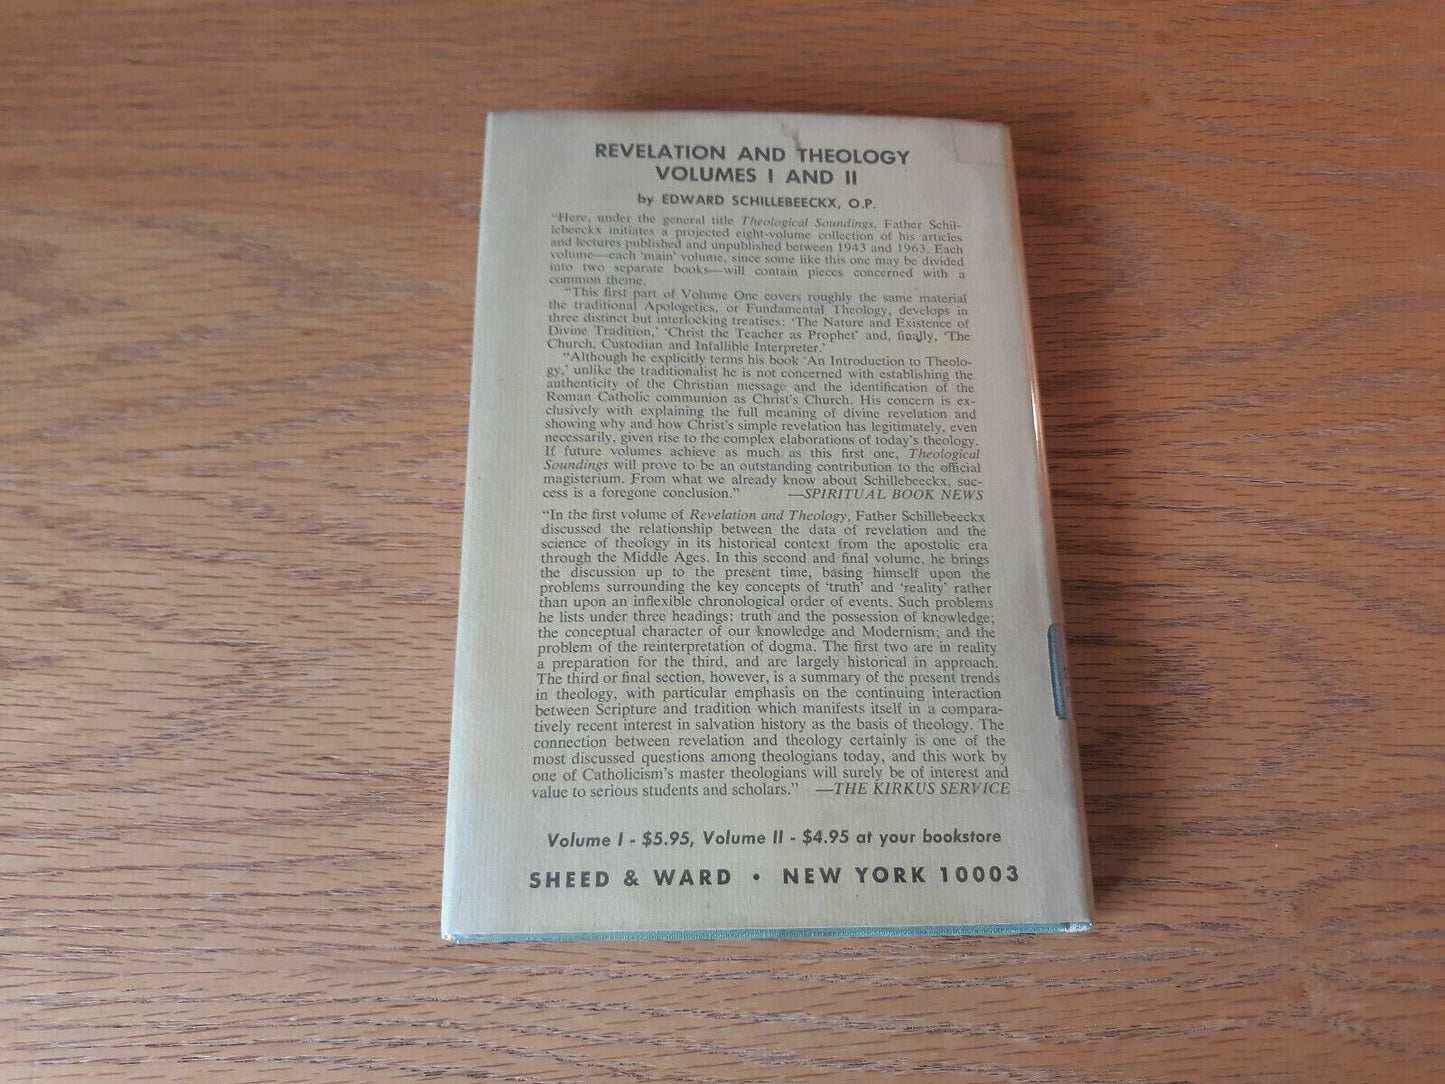 REVELATION AND THEOLOGY
VOLUMES I AND II
by EDWARD SCHILLEBEECKX, O.P.
"Here, under the general title Theological Soundings, Father Schil-
lebeeckx initiates a projected eight-volume collection of his articles
and lectures published and unpublished between 1943 and 1963. Each
volume—each 'main' volume, since some like this one may be divided
into two separate books—will contain pieces concerned with a
common theme.
"This first part of Volume One covers roughly the same material
the traditional Apologetics, or Fundamental Theology, develops in
three distinct but interlocking treatises: 'The Nature and Existence of
Divine Tradition,' 'Christ the Teacher as Prophet' and, finally, 'The
Church, Custodian and Infallible Interpreter.'
"Although he explicitly terms his book 'An Introduction to Theolo-
gy,' unlike the traditionalist he is not concerned with establishing the
authenticity of the Christian message and the identification of the
Roman Catholic communion as Christ's Church. His concern is ex-
clusively with explaining the full meaning of divine revelation and
showing why and how Christ's simple revelation has legitimately, even
necessarily, given rise to the complex elaborations of today's theology.
If future volumes achieve as much as this first one, Theological
Soundings will prove to be an outstanding contribution to the official
magisterium. From what we already know about Schillebeeckx, suc-
cess is a foregone conclusion." —SPIRITUAL BOOK NEWS
"In the first volume of Revelation and Theology, Father Schillebeeckx
discussed the relationship between the data of revelation and the
science of theology in its historical context from the apostolic era
through the Middle Ages. In this second and final volume, he brings
the discussion up to the present time, basing himself upon the
problems surrounding the key concepts of 'truth' and 'reality' rather
than upon an inflexible chronological order of events. Such problems
he lists under three headings: truth and the possession of knowledge;
the conceptual character of our knowledge and Modernism; and the
problem of the reinterpretation of dogma. The first two are in reality
a preparation for the third, and are largely historical in approach.
The third or final section, however, is a summary of the present trends
in theology, with particular emphasis on the continuing interaction
between Scripture and tradition which manifests itself in a compara-
tively recent interest in salvation history as the basis of theology. The
connection between revelation and theology certainly is one of the
most discussed questions among theologians today, and this work by
one of Catholicism's master theologians will surely be of interest and
value to serious students and scholars." —THE KIRKUS SERVICE
Volume I - $5.95, Volume II - $4.95 at your bookstore
SHEED & WARD • NEW YORK 10003